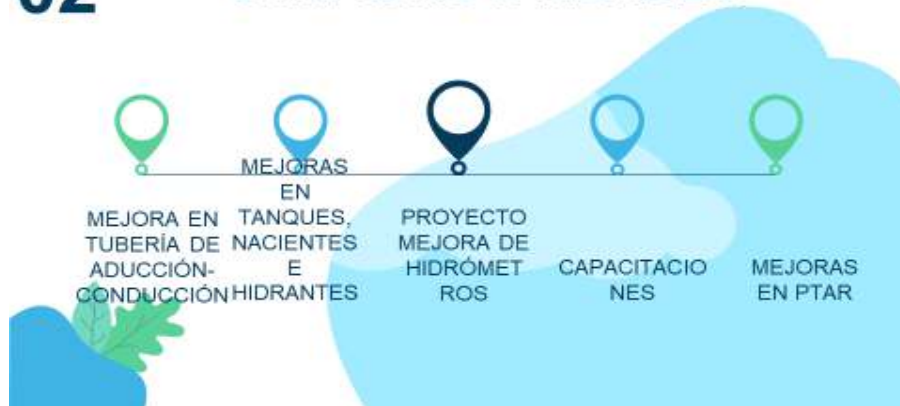 02
MEJORA EN
TUBERÍA DE
ADUCCIÓN-
CONDUCCIÓN
MEJORAS
EN
TANQUES,
NACIENTES
E
HIDRANTES
PROYECTO
MEJORA DE
HIDRÓMET
ROS
CAPACITACIO
NES
MEJORAS
EN PTAR